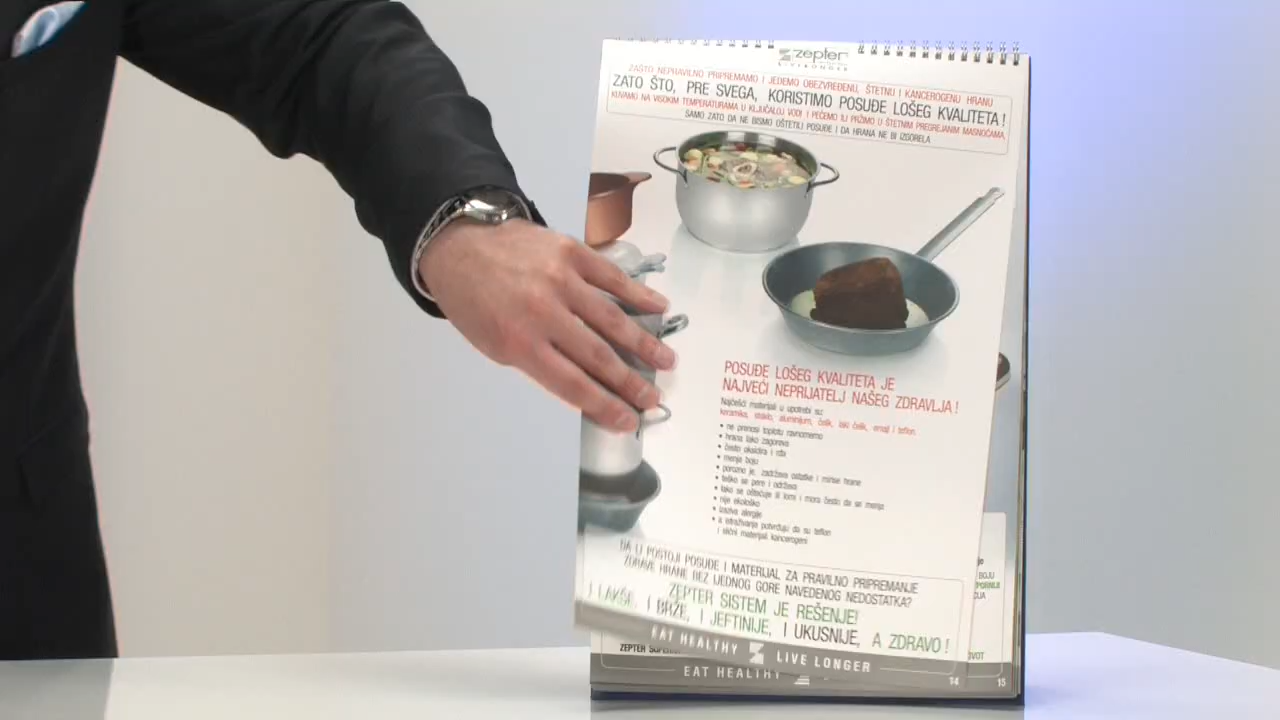 zepter
LIVE LONGER
ZAŠTO NEPRAVILNO PRIPREMAMO I JEDEMO OBEZVREĐENU, ŠTETNU I KANCEROGENU HRANU
ZATO ŠTO, PRE SVEGA, KORISTIMO POSUĐE LOŠEG KVALITETA!
KUVAMO NA VISOKIM TEMPERATURAMA U KLJUČALOJ VODI I PEČEMO ILI PRŽIMO U ŠTETNIM PREGREJANIM MASNOĆAMA,
SAMO ZATO DA NE BISMO OŠTETILI POSUĐE I DA HRANA NE BI IZGORELA
POSUĐE LOŠEG KVALITETA JE
NAJVEĆI NEPRIJATELJ NAŠEG ZDRAVLJA!
Najčešći materijali u upotrebi su:
keramika, staklo, aluminijum, čelik, laki čelik, emajl i teflon.
• ne prenosi toplotu ravnomerno
• hrana lako zagoreva
• često oksidira i rđa
• menja boju
• porozno je, zadržava ostatke i mirise hrane
• teško se pere i održava
• lako se oštećuje ili lomi i mora često da se menja
• nije ekološko
• izaziva alergije
• a istraživanja potvrđuju da su teflon
i slični materijali kancerogeni
DA LI POSTOJI POSUĐE I MATERIJAL ZA PRAVILNO PRIPREMANJE
ZDRAVE HRANE BEZ IJEDNOG GORE NAVEDENOG NEDOSTATKA?
ZEPTER SISTEM JE REŠENJE!
I LAKŠE, I BRŽE, I JEFTINIJE, I UKUSNIJE, A ZDRAVO!
EAT HEALTHY LIVE LONGER
14
BOJU
ZEPTER
EAT HEALTHY
15